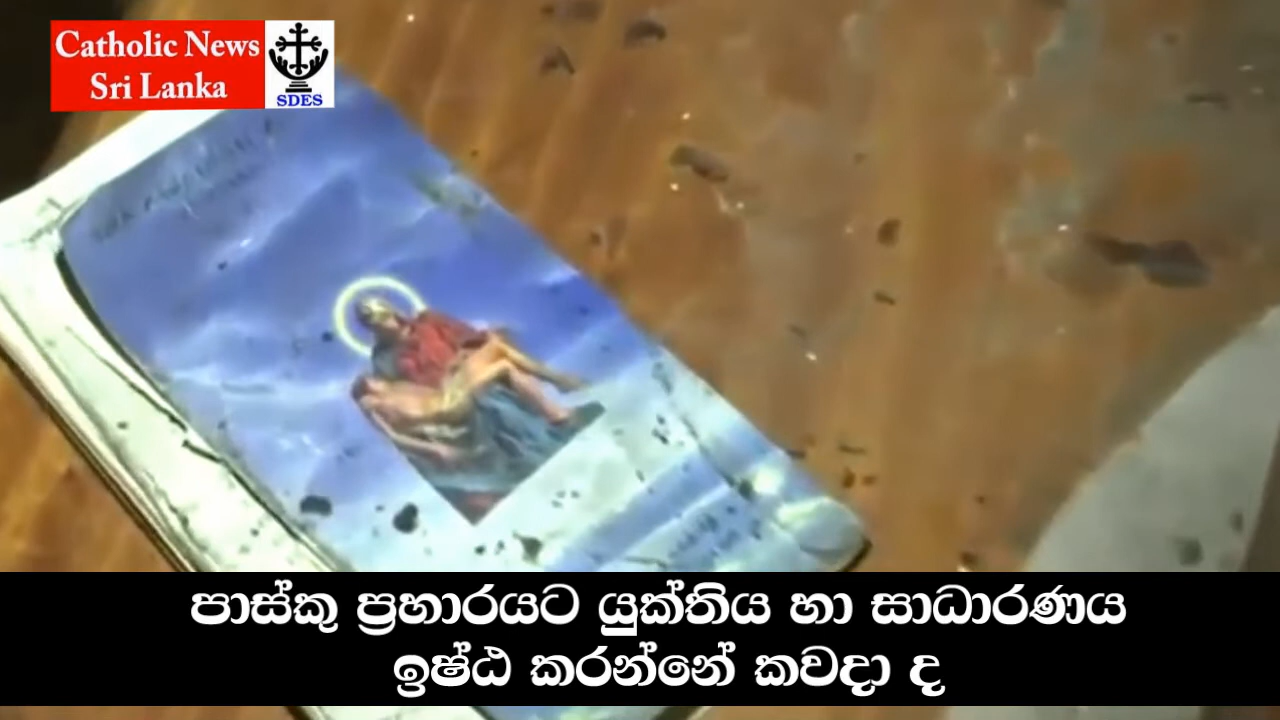 Catholic News
Sri Lanka
SDES
පාස්කු ප්‍රහාරයට යුක්තිය හා සාධාරණය
ඉෂ්ඨ කරන්නේ කවදා ද